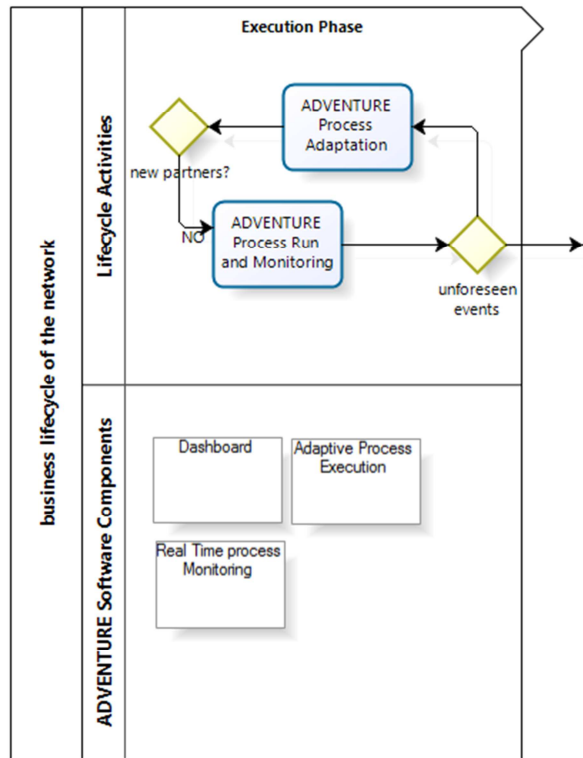 Execution Phase
business lifecycle of the network
Lifecycle Activities
ADVENTURE
Process
Adaptation
new partners?
NO
ADVENTURE
Process Run
and Monitoring
unforeseen
events
ADVENTURE Software Components
Dashboard
Adaptive Process
Execution
Real Time process
Monitoring